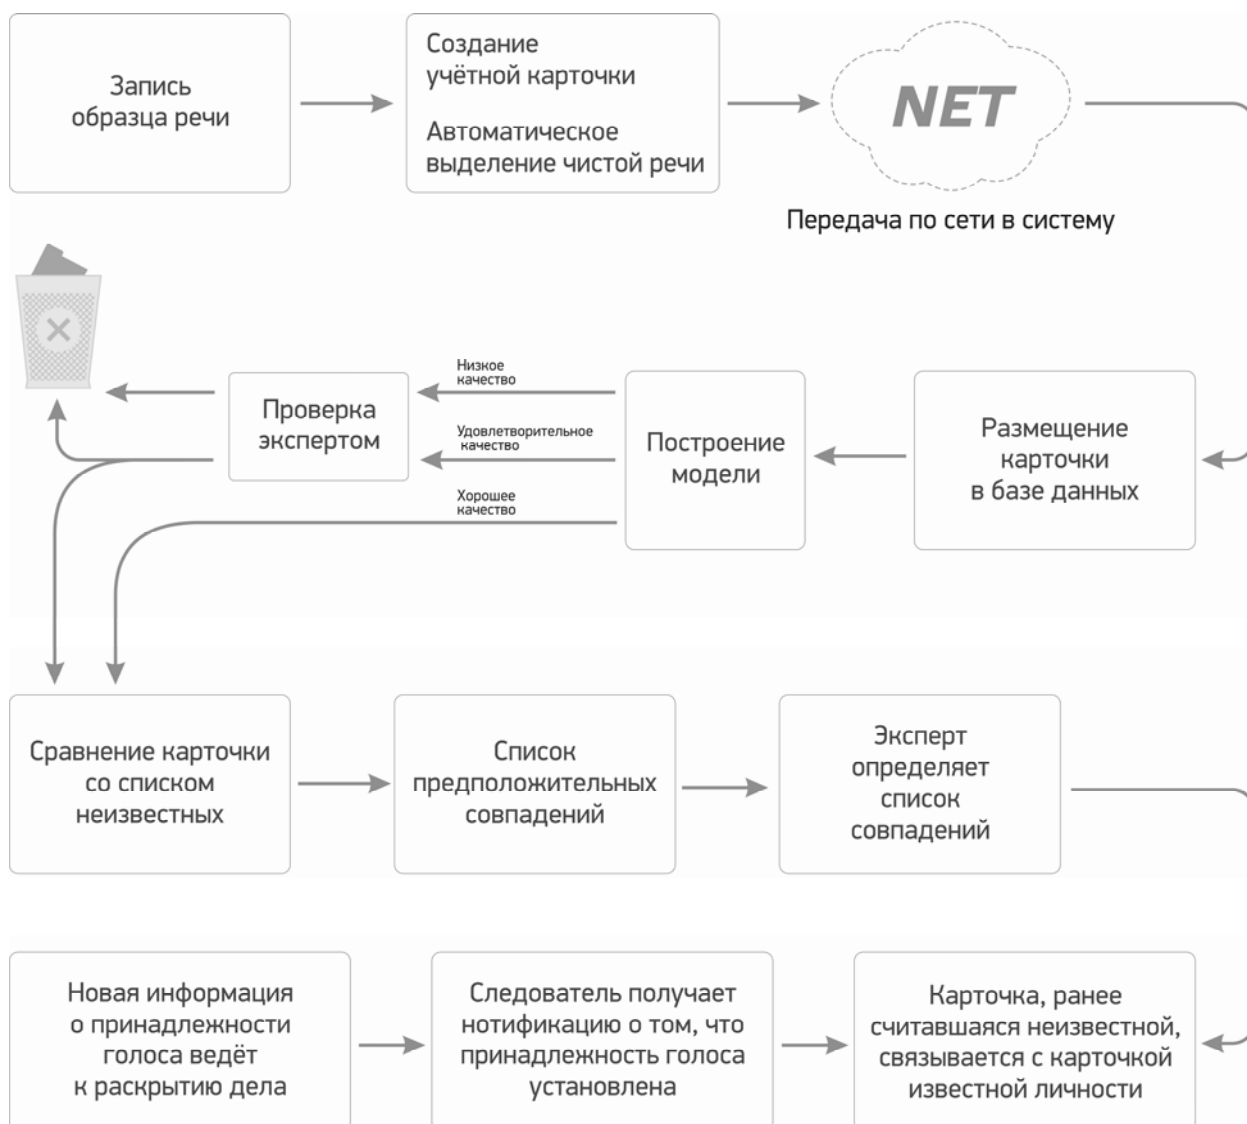 Запись
образца речи
Создание
учётной карточки
Автоматическое
выделение чистой речи
NET
Передача по сети в систему
Низкое
качество
Проверка
экспертом
Удовлетворительное
качество
Хорошее
качество
Построение
модели
Размещение
карточки
в базе данных
Сравнение карточки
со списком
неизвестных
Список
предположительных
совпадений
Эксперт
определяет
список
совпадений
Новая информация
о принадлежности
голоса ведёт
к раскрытию дела
Следователь получает
нотификацию о том, что
принадлежность голоса
установлена
Карточка, ранее
считавшаяся неизвестной,
связывается с карточкой
известной личности